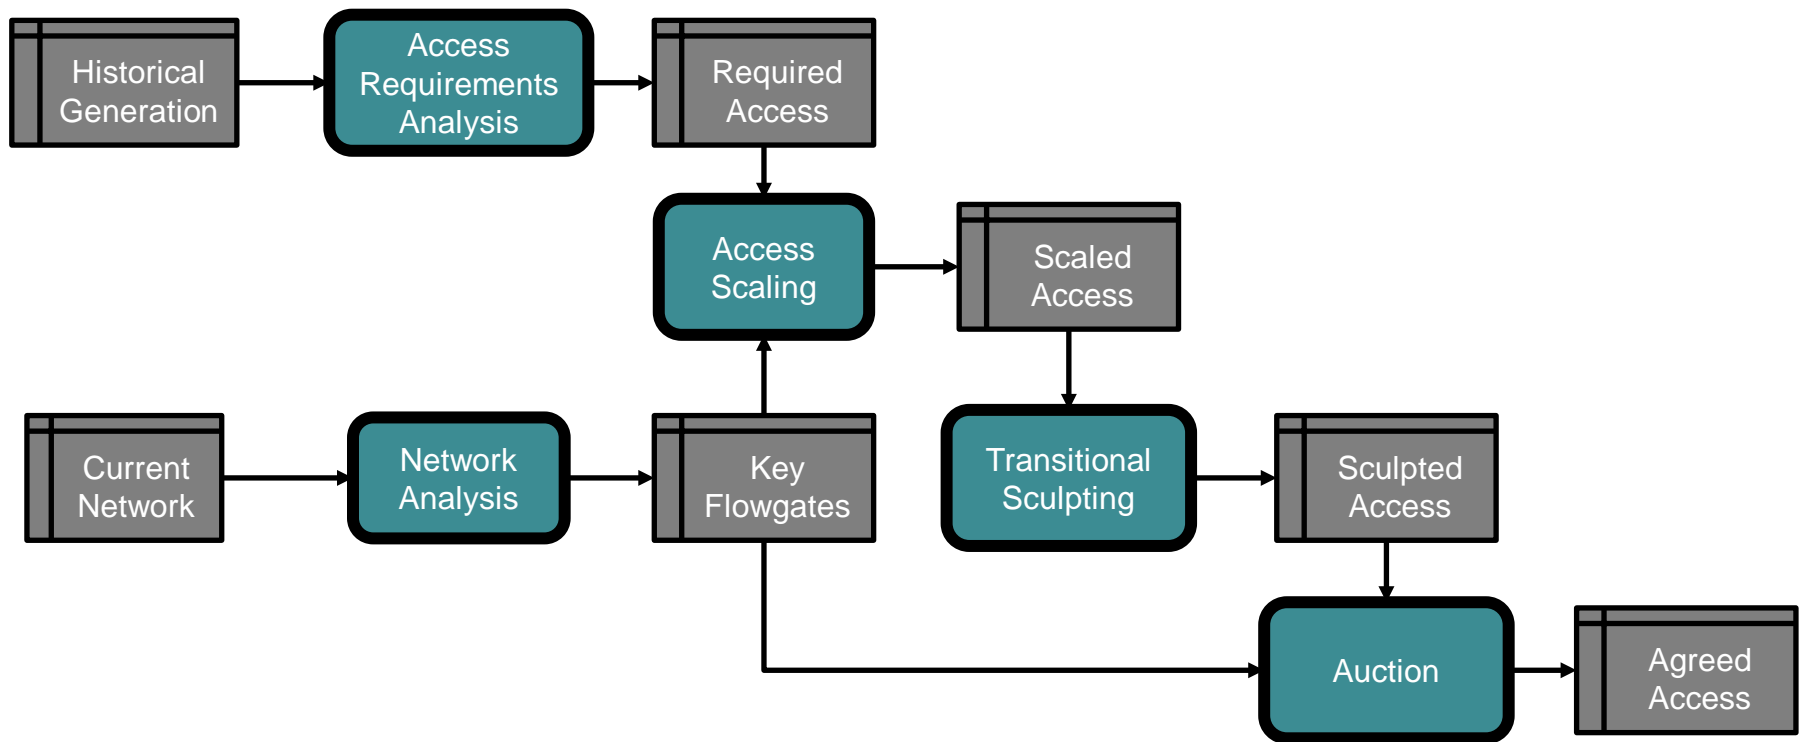 Historical
Generation
Access
Requirements
Analysis
Required
Access
Access
Scaling
Scaled
Access
Current
Network
Network
Analysis
Key
Flowgates
Transitional
Sculpting
Sculpted
Access
Auction
Agreed
Access